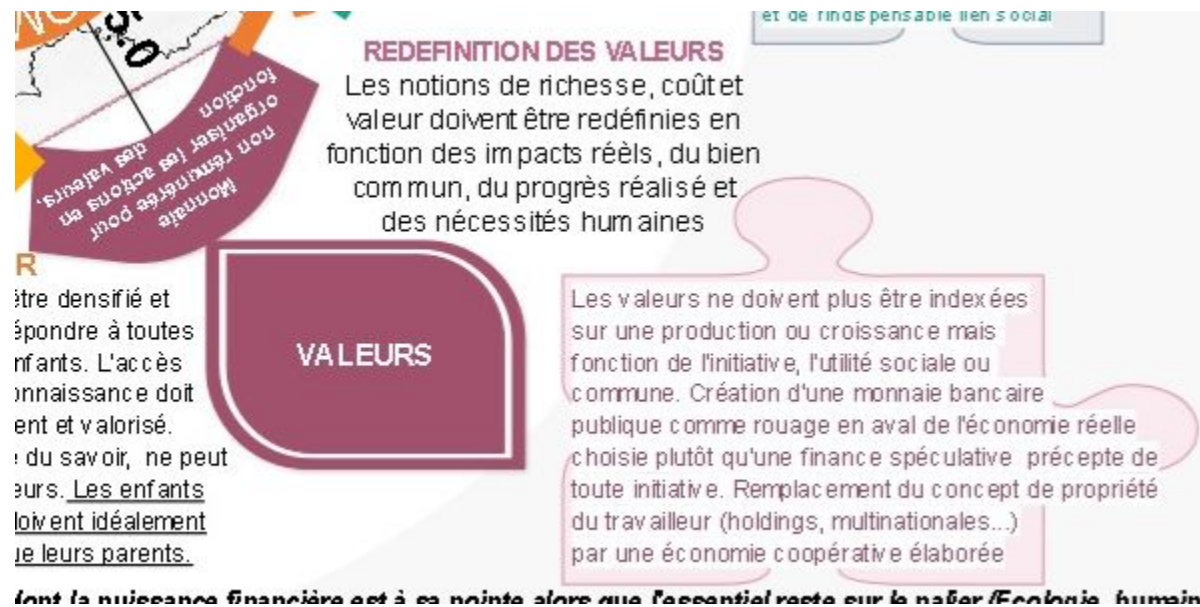 et de l'indispensable lien social
REDEFINITION DES VALEURS
Les notions de richesse, coût et
valeur doivent être redéfinies en
fonction des impacts réèls, du bien
commun, du progrès réalisé et
des nécessités humaines
Monnaie
non rémunérée pour
organiser les actions en
fonction des valeurs.
R
être densifié et
épondre à toutes
nfants. L'accès
onnaissance doit
ent et valorisé.
du savoir, ne peut
eurs. Les enfants
doivent idéalement
ue leurs parents.
VALEURS
Les valeurs ne doivent plus être indexées
sur une production ou croissance mais
fonction de l'initiative, l'utilité sociale ou
commune. Création d'une monnaie bancaire
publique comme rouage en aval de l'économie réelle
choisie plutôt qu'une finance spéculative précepte de
toute initiative. Remplacement du concept de propriété
du travailleur (holdings, multinationales...)
par une économie coopérative élaborée
dont la puissance financière est à sa pointe alors que l'essentiel reste sur le palier (Ecologie, humain